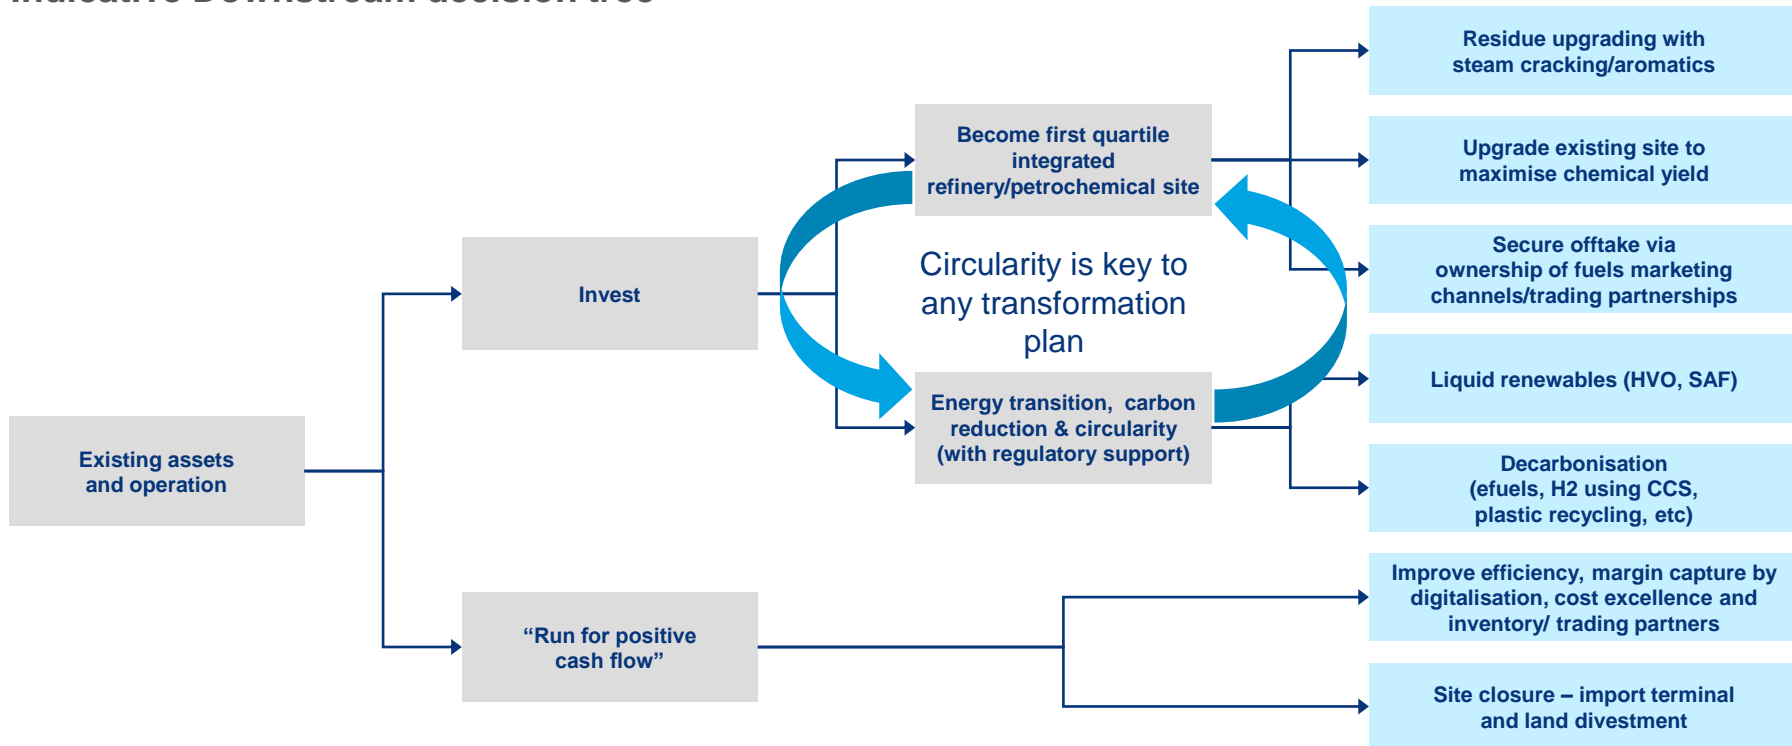 Indicative Downstream decision tree
Residue upgrading with
steam cracking/aromatics
Become first quartile
integrated
refinery/petrochemical site
Upgrade existing site to
maximise chemical yield
Secure offtake via
ownership of fuels marketing
channels/trading partnerships
Invest
Circularity is key to
any transformation
plan
Liquid renewables (HVO, SAF)
Energy transition, carbon
reduction & circularity
(with regulatory support)
Existing assets
and operation
Decarbonisation
(efuels, H2 using CCS,
plastic recycling, etc)
Improve efficiency, margin capture by
digitalisation, cost excellence and
inventory/ trading partners
“Run for positive
cash flow”
Site closure – import terminal
and land divestment